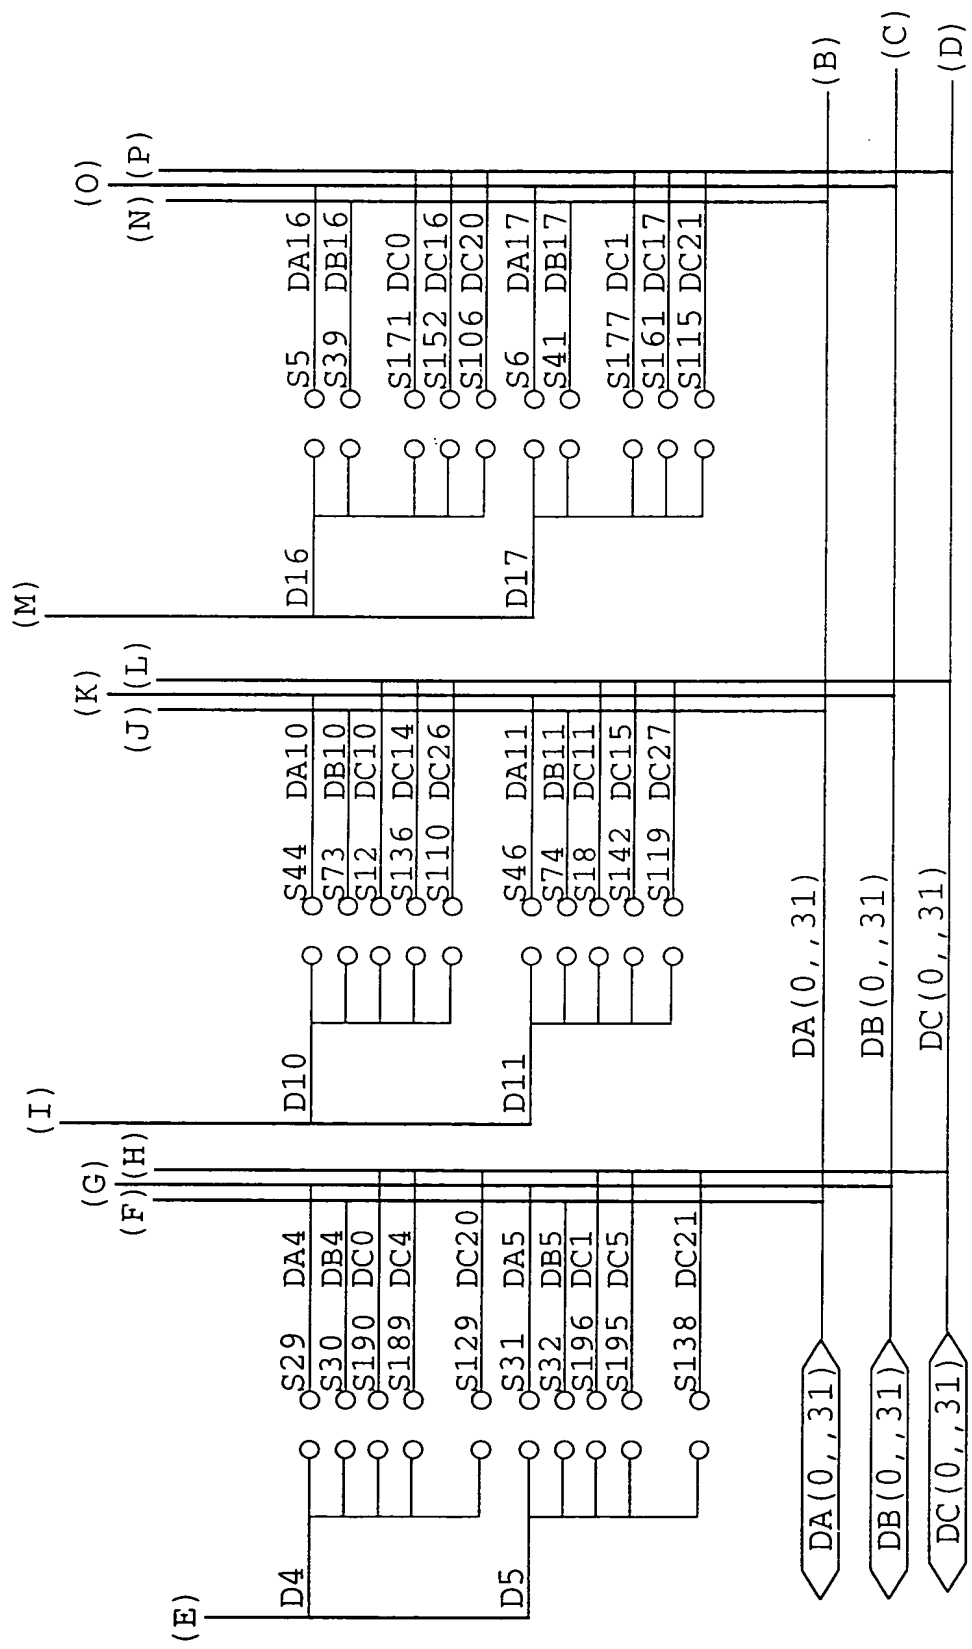 (E)
(F)
(G)
(H)
(I)
(J)
(K)
(L)
(M)
(N)
(O)
(P)
D4
S29 DA4
S30 DB4
S190 DC0
S189 DC4
S129 DC20
D5
S31 DA5
S32 DB5
S196 DC1
S195 DC5
S138 DC21
D10
S44 DA10
S73 DB10
S12 DC10
S136 DC14
S110 DC26
D11
S46 DA11
S74 DB11
S18 DC11
S142 DC15
S119 DC27
D16
S5 DA16
S39 DB16
S171 DC0
S152 DC16
S106 DC20
D17
S6 DA17
S41 DB17
S177 DC1
S161 DC17
S115 DC21
DA(0,,31) DA(0,,31) (B)
DB(0,,31) DB(0,,31) (C)
DC(0,,31) DC(0,,31) (D)